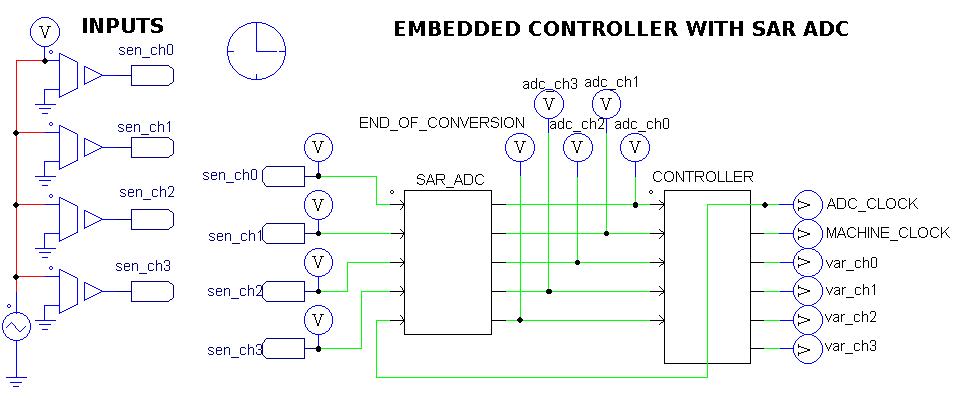 INPUTS
EMBEDDED CONTROLLER WITH SAR ADC
V
sen_ch0
sen_ch1
sen_ch2
sen_ch3
adc_ch3
adc_ch1
V
V
END_OF_CONVERSION
adc_ch2
adc_ch0
V
V
V
V
sen_ch0
SAR_ADC
CONTROLLER
V
sen_ch1
V
sen_ch2
V
sen_ch3
V
ADC_CLOCK
V
MACHINE_CLOCK
V
var_ch0
V
var_ch1
V
var_ch2
V
var_ch3